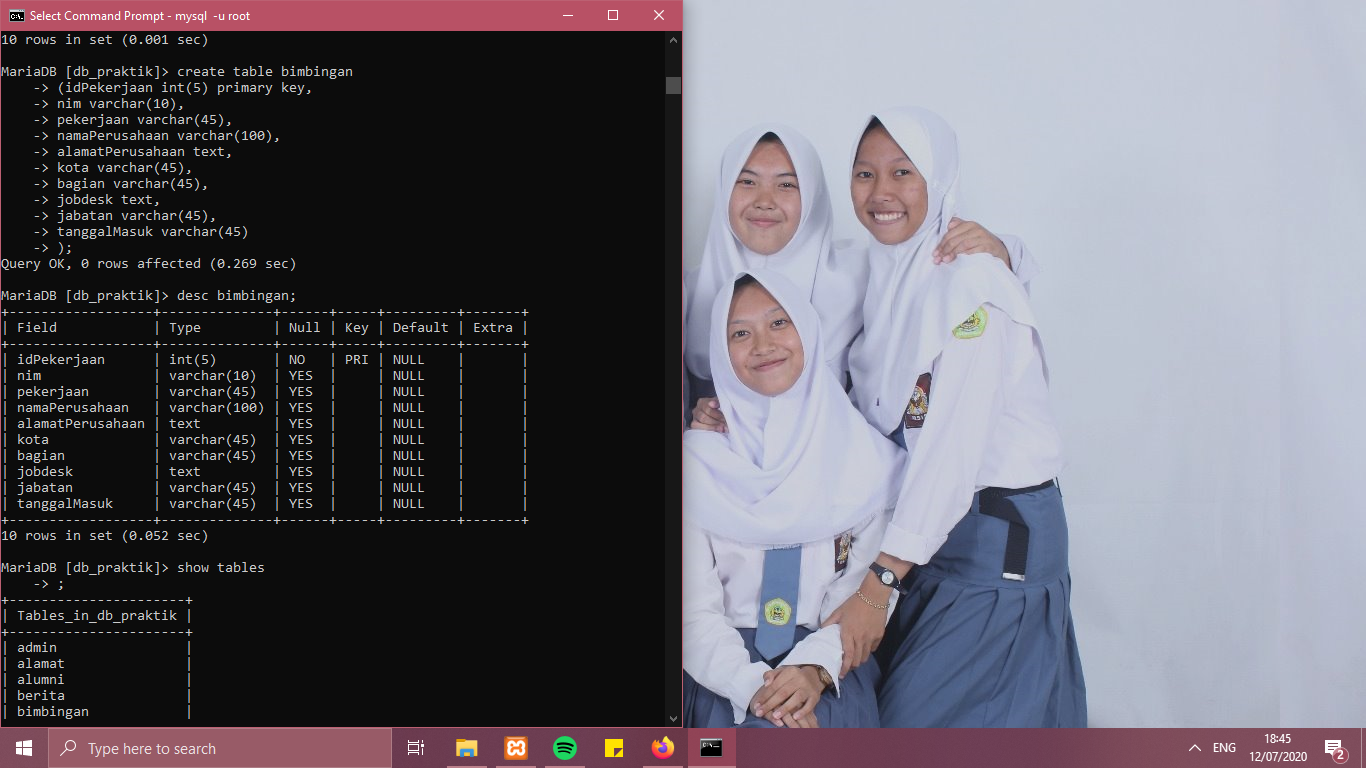 Select Command Prompt - mysql -u root
10 rows in set (0.001 sec)
MariaDB [db_praktik]> create table bimbingan
    -> (idPekerjaan int(5) primary key,
    -> nim varchar(10),
    -> pekerjaan varchar(45),
    -> namaPerusahaan varchar(100),
    -> alamatPerusahaan text,
    -> kota varchar(45),
    -> bagian varchar(45),
    -> jobdesk text,
    -> jabatan varchar(45),
    -> tanggalMasuk varchar(45)
    -> );
Query OK, 0 rows affected (0.269 sec)
MariaDB [db_praktik]> desc bimbingan;
+------------------+--------------+------+-----+---------+-------+
| Field            | Type         | Null | Key | Default | Extra |
+------------------+--------------+------+-----+---------+-------+
| idPekerjaan      | int(5)       | NO   | PRI | NULL    |       |
| nim              | varchar(10)  | YES  |     | NULL    |       |
| pekerjaan        | varchar(45)  | YES  |     | NULL    |       |
| namaPerusahaan   | varchar(100) | YES  |     | NULL    |       |
| alamatPerusahaan | text         | YES  |     | NULL    |       |
| kota             | varchar(45)  | YES  |     | NULL    |       |
| bagian           | varchar(45)  | YES  |     | NULL    |       |
| jobdesk          | text         | YES  |     | NULL    |       |
| jabatan          | varchar(45)  | YES  |     | NULL    |       |
| tanggalMasuk     | varchar(45)  | YES  |     | NULL    |       |
+------------------+--------------+------+-----+---------+-------+
10 rows in set (0.052 sec)
MariaDB [db_praktik]> show tables
    -> ;
+----------------------+
| Tables_in_db_praktik |
+----------------------+
| admin                |
| alamat               |
| alumni               |
| berita               |
| bimbingan            |
Type here to search
ENG
18:45
12/07/2020
2